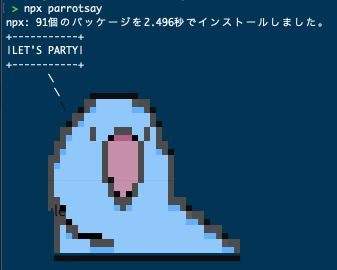 > npx parrotsay
npx: 91個のパッケージを2.496秒でインストールしました。
+-----------+
|LET'S PARTY|
+-----------+
\
\